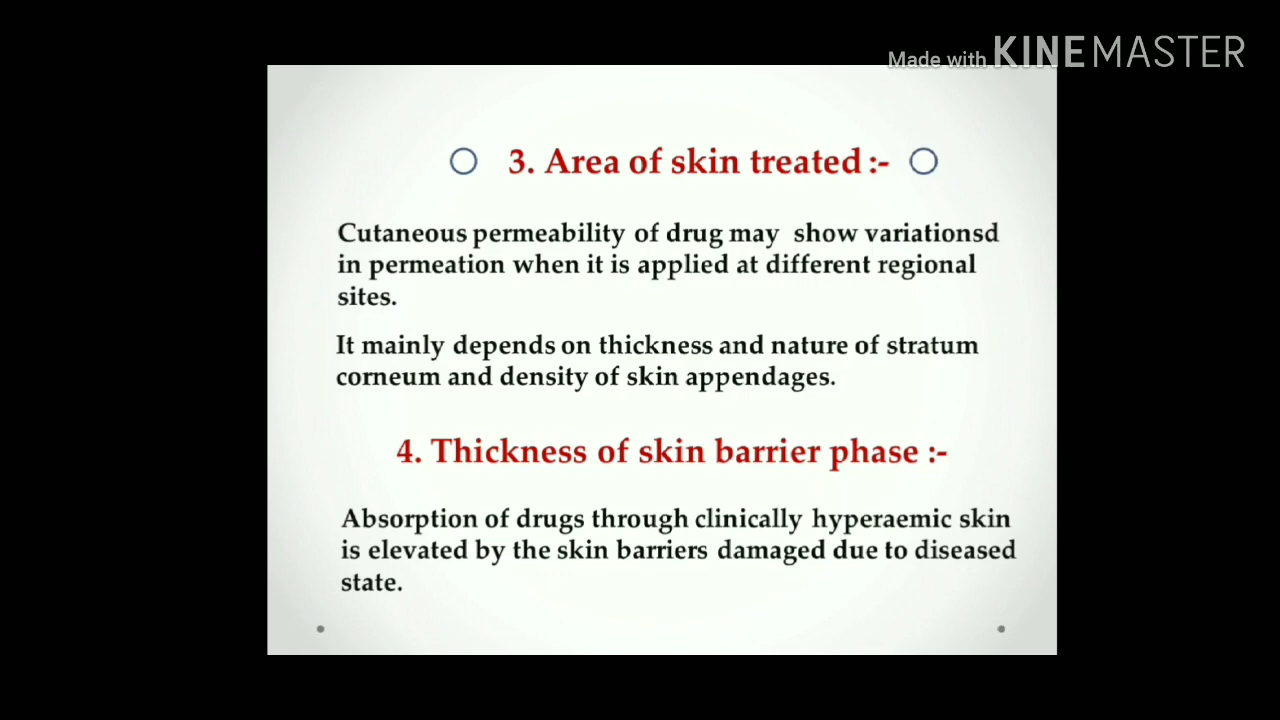 Made with KINEMASTER
3. Area of skin treated :-
Cutaneous permeability of drug may show variationsd
in permeation when it is applied at different regional
sites.
It mainly depends on thickness and nature of stratum
corneum and density of skin appendages.
4. Thickness of skin barrier phase :-
Absorption of drugs through clinically hyperaemic skin
is elevated by the skin barriers damaged due to diseased
state.